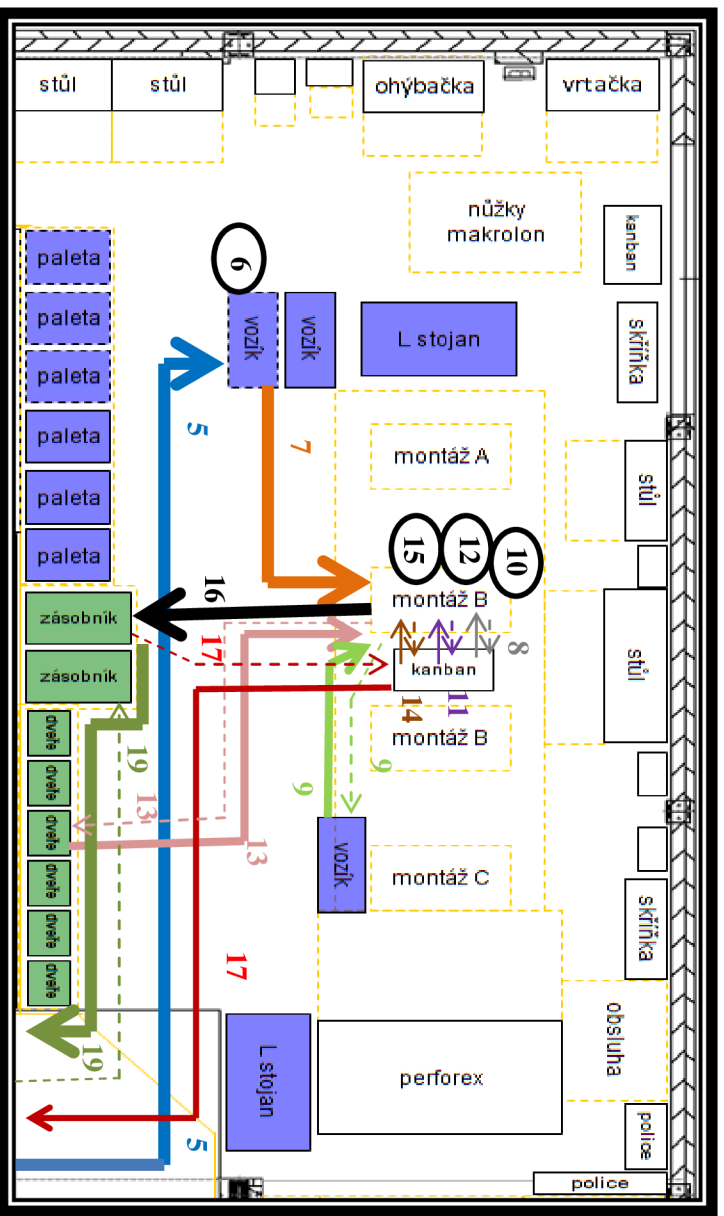 stůl
stůl
ohýbačka
vrtačka
nůžky
makrolon
kanban
6
paleta
vozík
vozík
L stojan
skříňka
paleta
paleta
5
7
paleta
montáž A
stůl
paleta
paleta
15
12
10
16
montáž B
zásobník
17
8
kanban
stůl
zásobník
14
11
dveře
19
9
montáž B
dveře
13
9
dveře
13
vozík
montáž C
dveře
dveře
skříňka
dveře
17
19
L stojan
perforex
obsluha
5
police
police